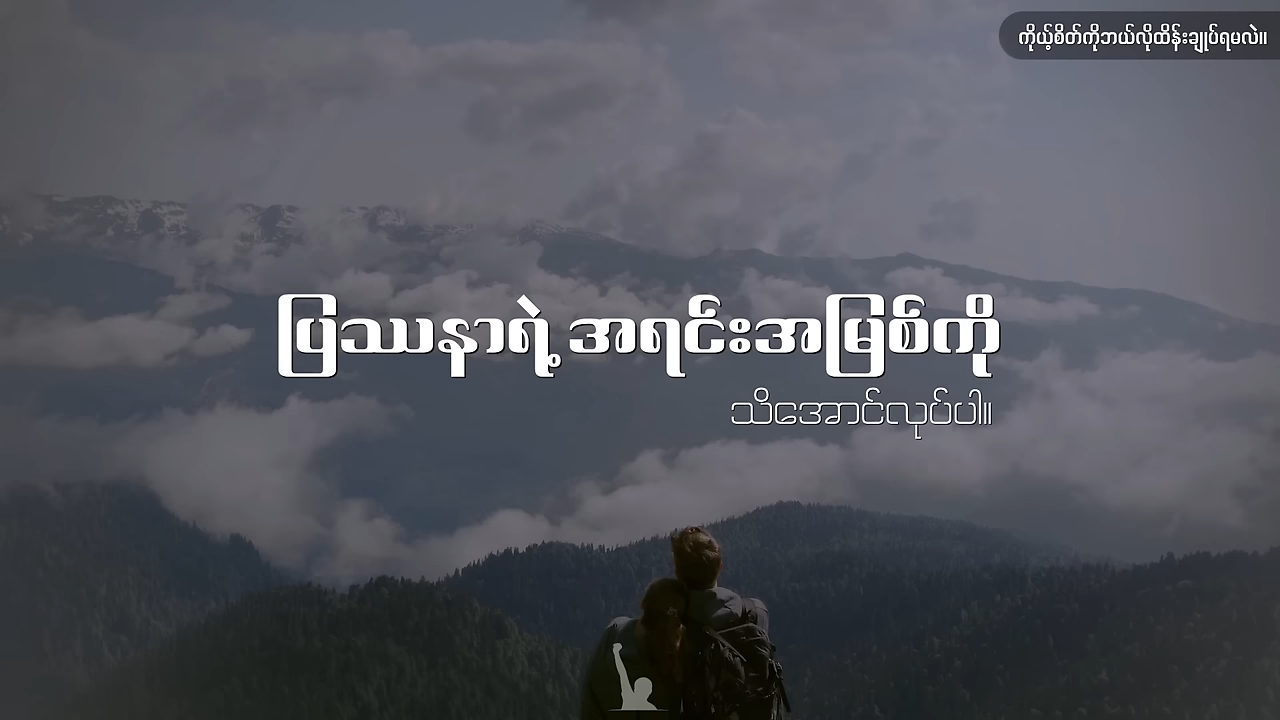 ကိုယ့်စိတ်ကိုဘယ်လိုထိန်းချုပ်ရမလဲ။
ပြဿနာရဲ့ အရင်းအမြစ်ကို
သိအောင်လုပ်ပါ။